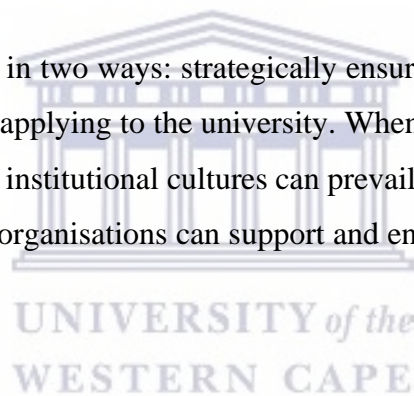 in two ways: strategically ensur
applying to the university. When
institutional cultures can prevail
organisations can support and en
UNIVERSITY of the
WESTERN CAPE